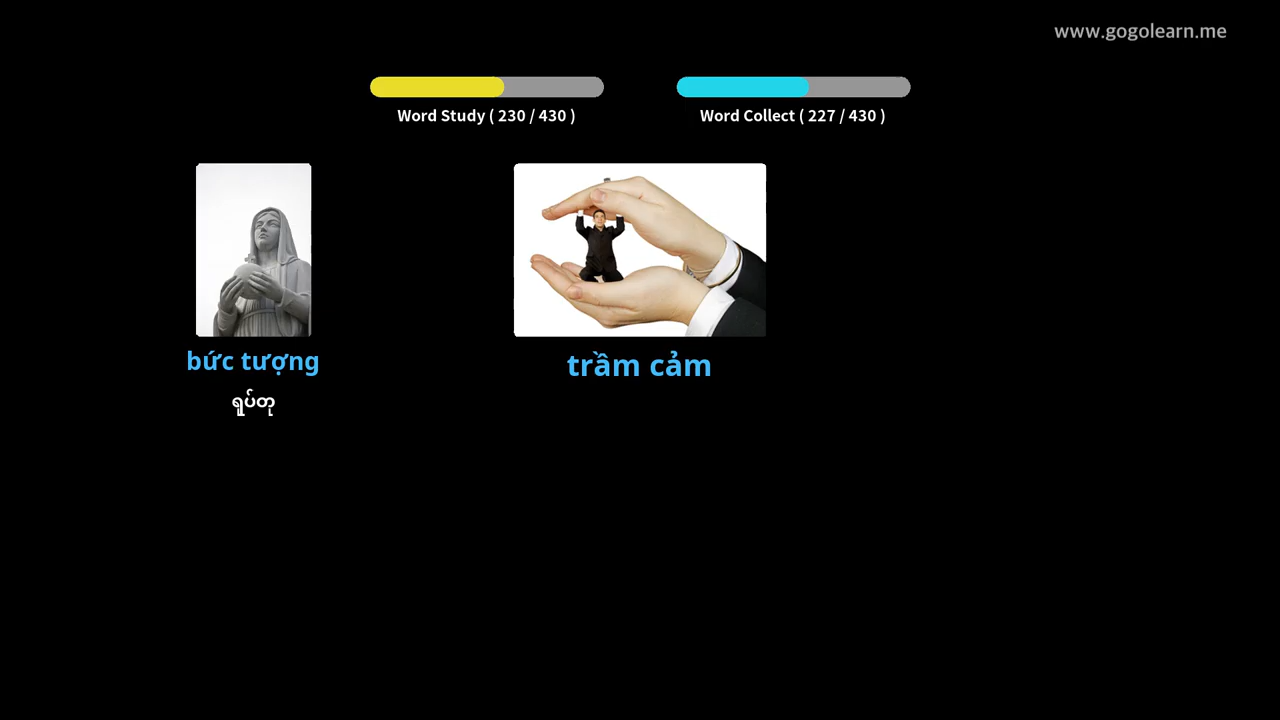 www.gogolearn.me
Word Study ( 230 / 430 )
Word Collect ( 227 / 430 )
bức tượng
trầm cảm
ရုပ်တု